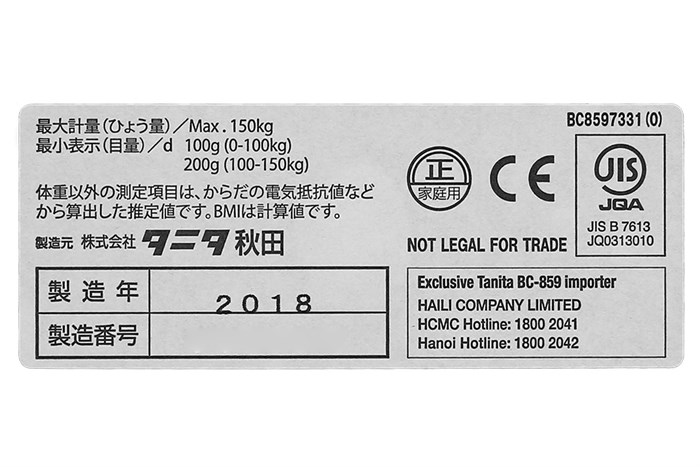 最大計量(ひょう量)/Max. 150kg
最小表示(目量)/d 100g (0-100kg)
200g (100-150kg)
体重以外の測定項目は、からだの電気抵抗値など
から算出した推定値です。BMIは計算値です。
製造元 株式会社 タニタ 秋田
製造年 2018
製造番号
BC8597331 (0)
正
家庭用
CE
JIS
JQA
JIS B 7613
JQ0313010
NOT LEGAL FOR TRADE
Exclusive Tanita BC-859 importer
HAILI COMPANY LIMITED
HCMC Hotline: 1800 2041
Hanoi Hotline: 1800 2042